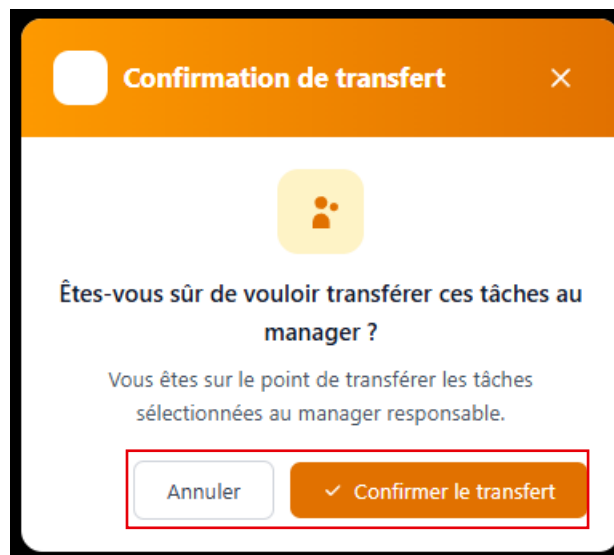 Confirmation de transfert
Êtes-vous sûr de vouloir transférer ces tâches au
manager ?
Vous êtes sur le point de transférer les tâches
sélectionnées au manager responsable.
Annuler
Confirmer le transfert